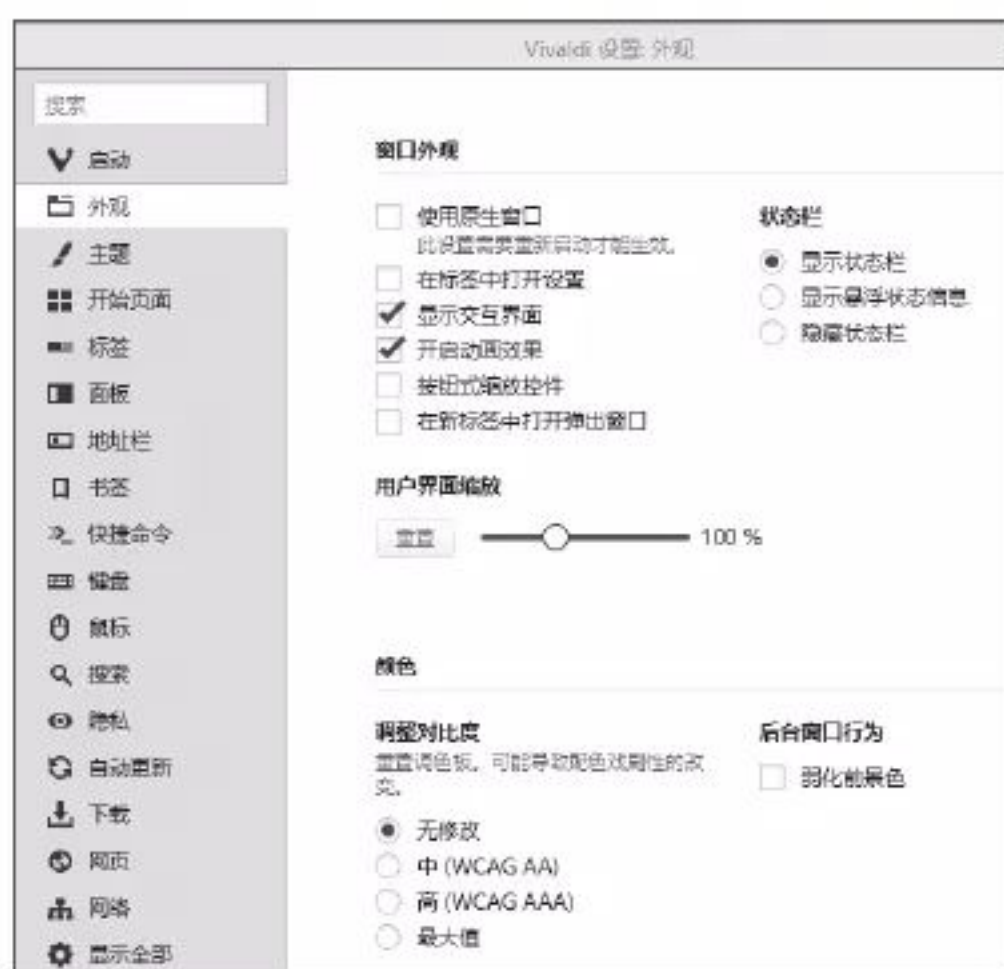 Vivaldi 设置: 外观
搜索
启动
外观
主题
开始页面
标签
面板
地址栏
书签
快捷命令
键盘
鼠标
搜索
隐私
自动更新
下载
网页
网络
显示全部
窗口外观
使用原生窗口
此设置需要重新启动才能生效。
在标签中打开设置
显示交互界面
开启动画效果
按钮式缩放控件
在新标签中打开弹出窗口
状态栏
显示状态栏
显示悬浮状态信息
隐藏状态栏
用户界面缩放
重置
100 %
颜色
调整对比度
重置调色板。可能导致配色戏剧性的改
变。
无修改
中 (WCAG AA)
高 (WCAG AAA)
最大值
后台窗口行为
弱化前景色